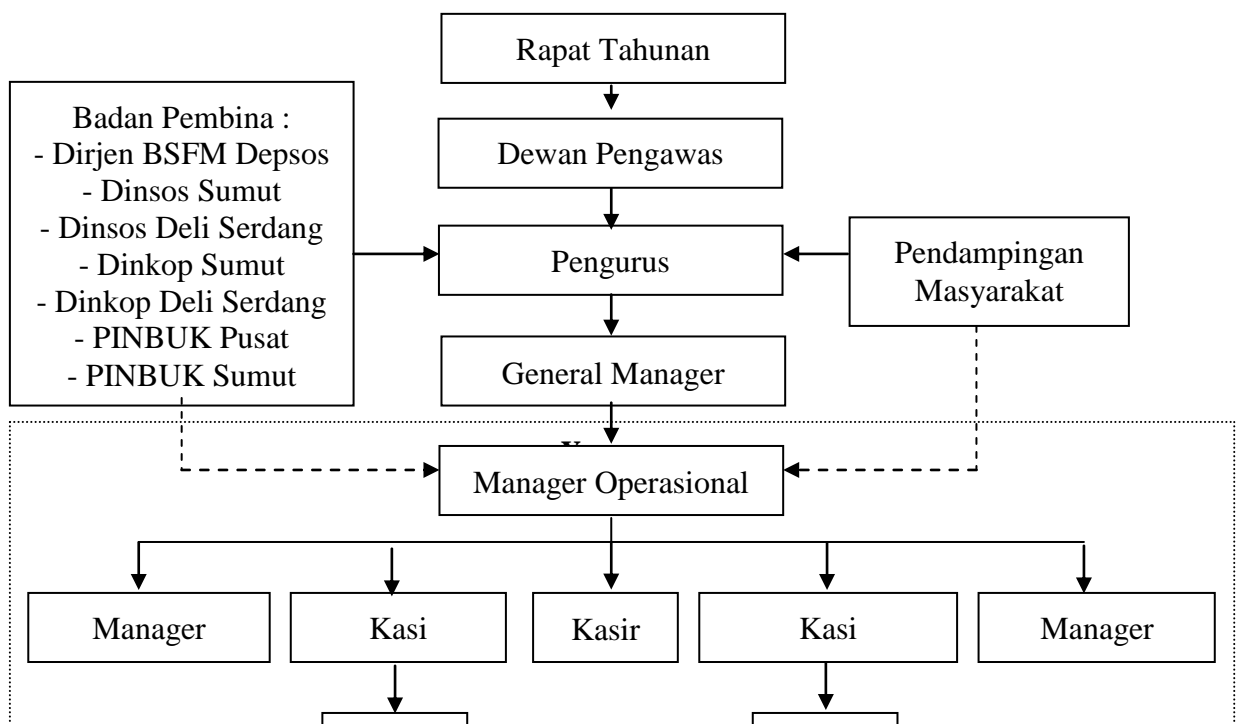 Rapat Tahunan
Badan Pembina :
- Dirjen BSFM Depsos
- Dinsos Sumut
- Dinsos Deli Serdang
- Dinkop Sumut
- Dinkop Deli Serdang
- PINBUK Pusat
- PINBUK Sumut
Dewan Pengawas
Pengurus
Pendampingan
Masyarakat
General Manager
Manager Operasional
Manager
Kasi
Kasir
Kasi
Manager